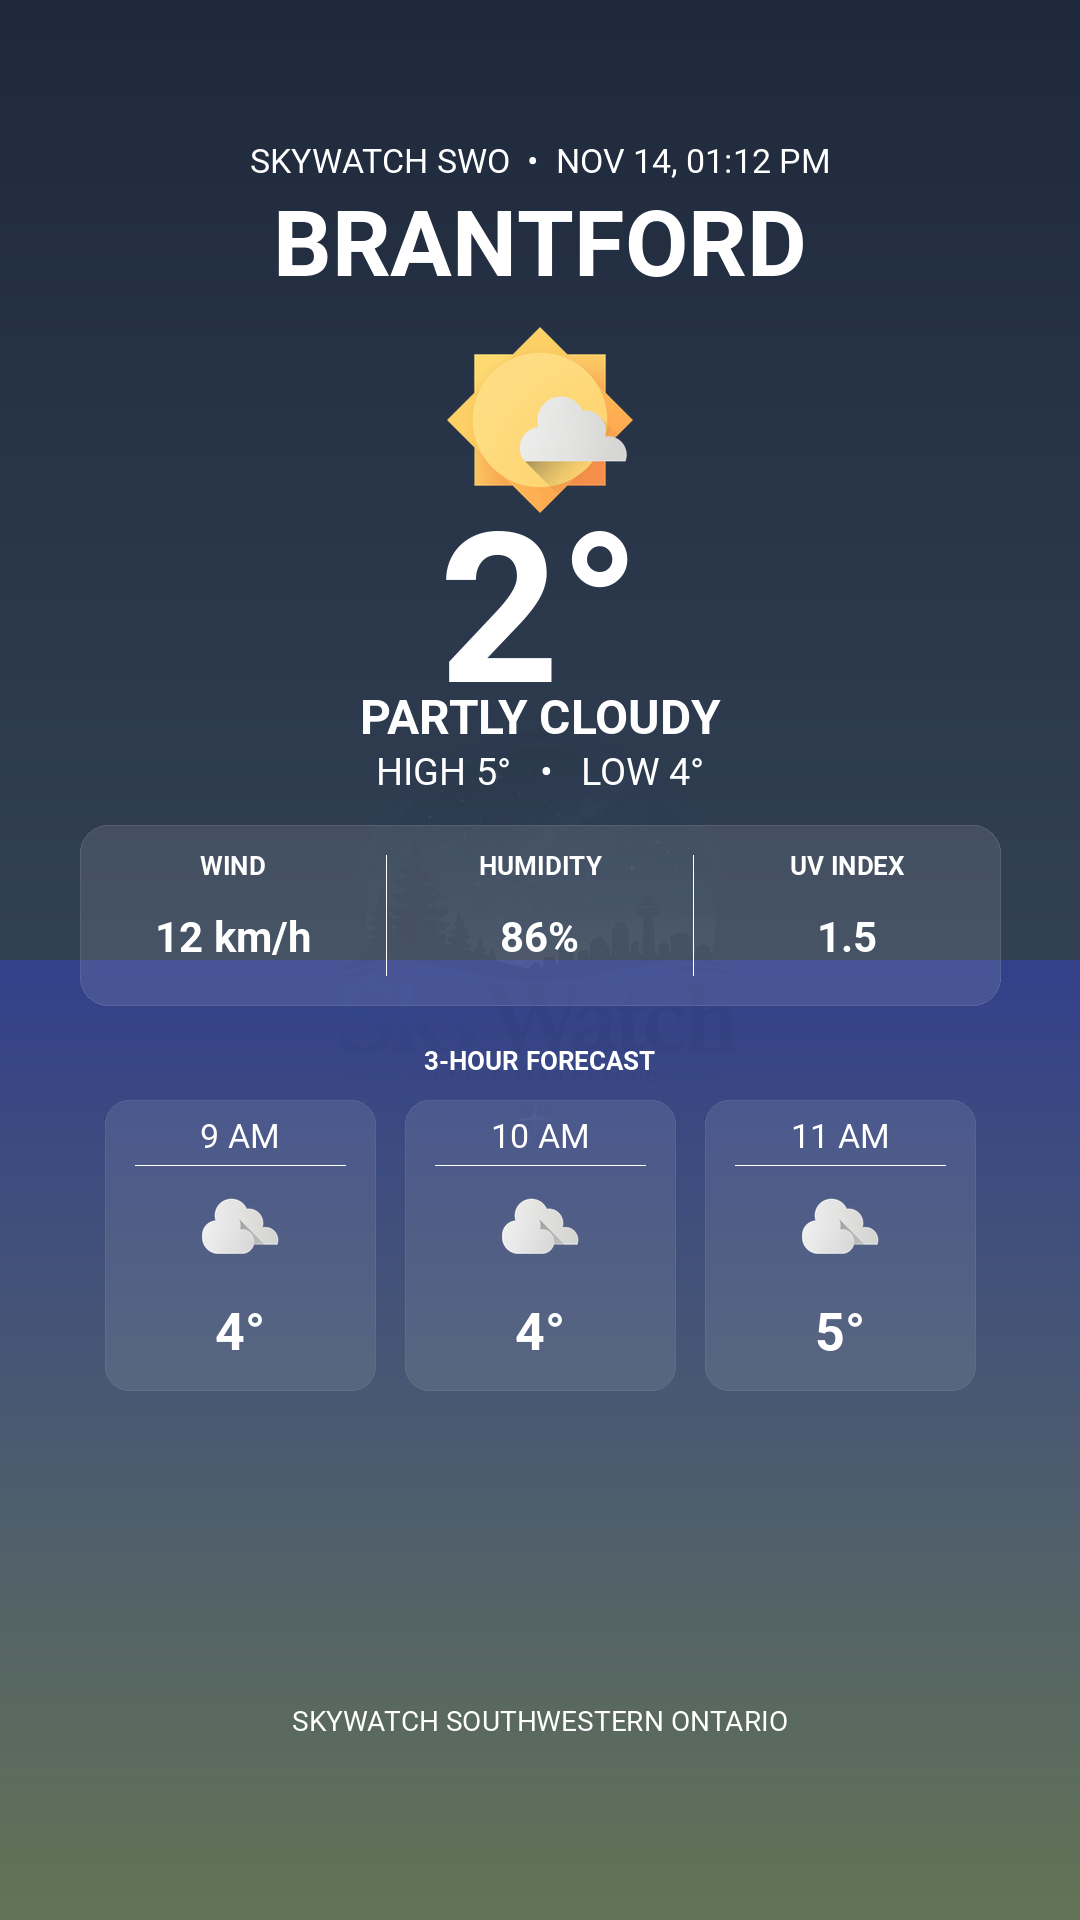 SKYWATCH SWO • NOV 14, 01:12 PM
BRANTFORD
2°
PARTLY CLOUDY
HIGH 5° • LOW 4°
WIND HUMIDITY UV INDEX
12 km/h 86% 1.5
SkyWatch
3-HOUR FORECAST
9 AM 10 AM 11 AM
4° 4° 5°
SKYWATCH SOUTHWESTERN ONTARIO